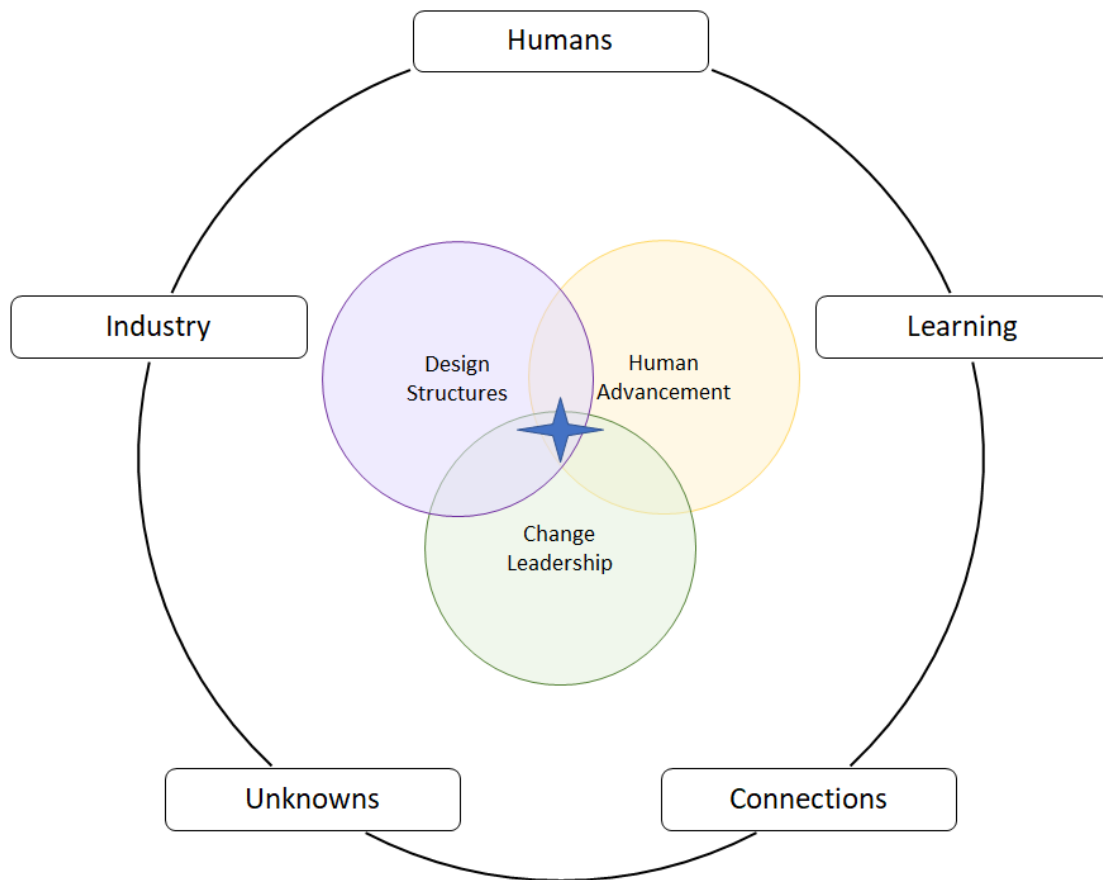 Humans
Industry
Learning
Design
Structures
Human
Advancement
Change
Leadership
Unknowns
Connections